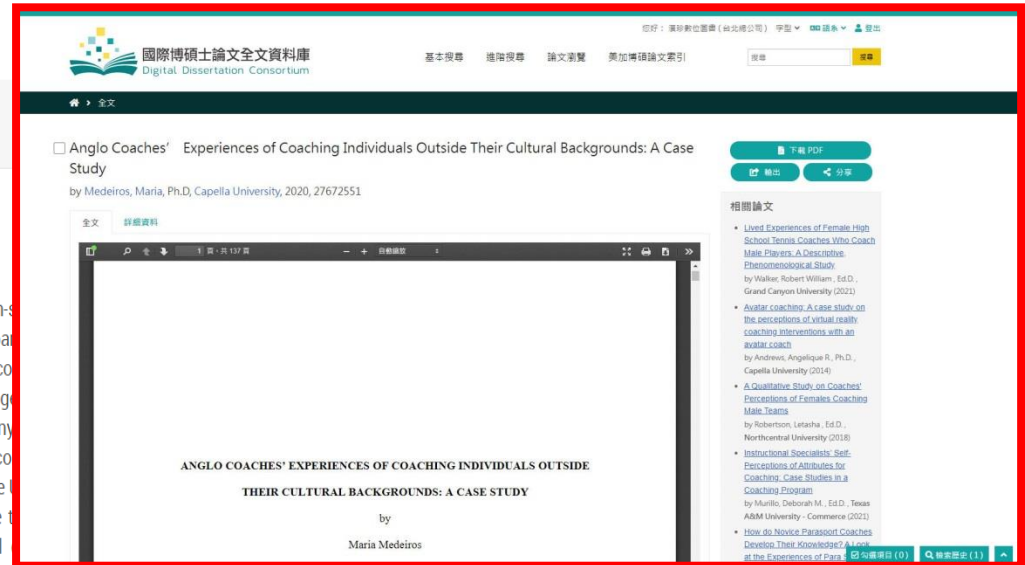 您好： 漢珍數位圖書(台北總公司) 字型 語系 登出
國際博碩士論文全文資料庫
Digital Dissertation Consortium
基本搜尋 進階搜尋 論文瀏覽 美加博碩論文索引
搜尋 搜尋
> 全文
Anglo Coaches’ Experiences of Coaching Individuals Outside Their Cultural Backgrounds: A Case
Study
by Medeiros, Maria, Ph.D, Capella University, 2020, 27672551
全文 詳細資料
1 頁，共 137 頁 − + 自動縮放
ANGLO COACHES’ EXPERIENCES OF COACHING INDIVIDUALS OUTSIDE
THEIR CULTURAL BACKGROUNDS: A CASE STUDY
by
Maria Medeiros
下載 PDF
輸出 分享
相關論文
• Lived Experiences of Female High
School Tennis Coaches Who Coach
Male Players: A Descriptive,
Phenomenological Study
by Walker, Robert William , Ed.D. ,
Grand Canyon University (2021)
• Avatar coaching: A case study on
the perceptions of virtual reality
coaching interventions with an
avatar coach
by Andrews, Angelique R., Ph.D. ,
Capella University (2014)
• A Qualitative Study on Coaches'
Perceptions of Females Coaching
Male Teams
by Robertson, Letasha , Ed.D. ,
Northcentral University (2018)
• Instructional Specialists' Self-
Perceptions of Attributes for
Coaching: Case Studies in a
Coaching Program
by Murillo, Deborah M. , Ed.D. , Texas
A&M University - Commerce (2021)
• How do Novice Parasport Coaches
Develop Their Knowledge? A Look
at the Experiences of Para
勾選項目 (0) 檢索歷史 (1)